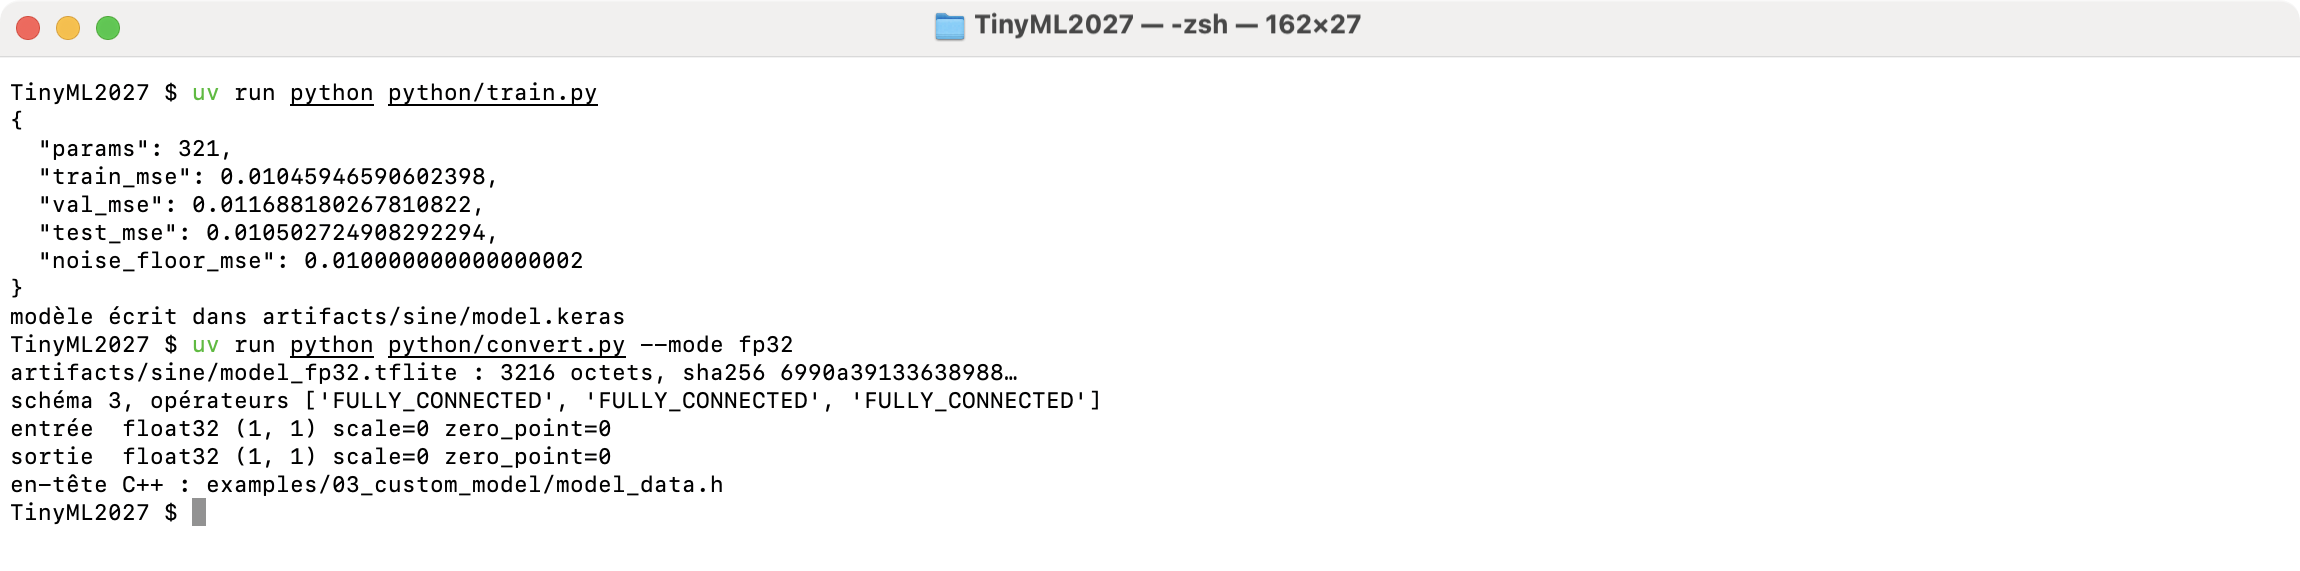 TinyML2027 — -zsh — 162×27
TinyML2027 $ uv run python python/train.py
{
  "params": 321,
  "train_mse": 0.01045946590602398,
  "val_mse": 0.011688180267810822,
  "test_mse": 0.010502724908292294,
  "noise_floor_mse": 0.010000000000000002
}
modèle écrit dans artifacts/sine/model.keras
TinyML2027 $ uv run python python/convert.py --mode fp32
artifacts/sine/model_fp32.tflite : 3216 octets, sha256 6990a39133638988…
schéma 3, opérateurs ['FULLY_CONNECTED', 'FULLY_CONNECTED', 'FULLY_CONNECTED']
entrée  float32 (1, 1) scale=0 zero_point=0
sortie  float32 (1, 1) scale=0 zero_point=0
en-tête C++ : examples/03_custom_model/model_data.h
TinyML2027 $